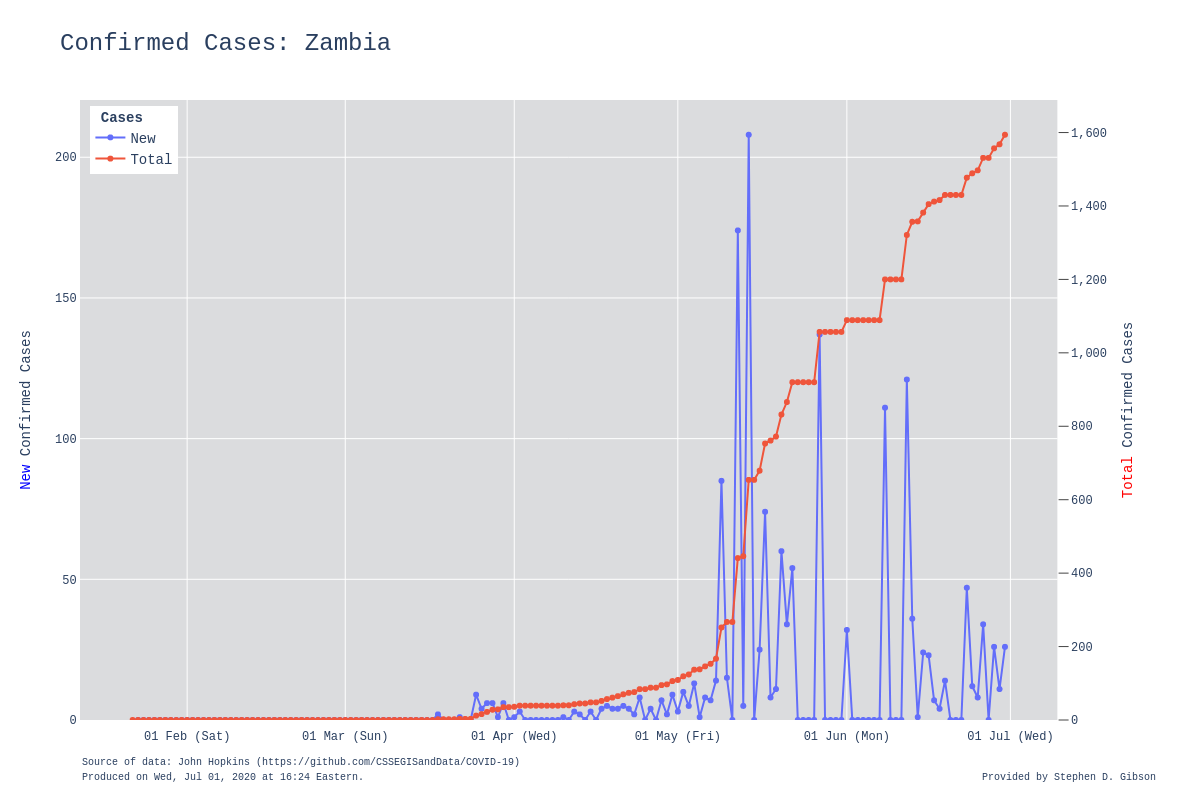 Confirmed Cases: Zambia
Cases
New
Total
200
150
100
50
0
1,600
1,400
1,200
1,000
800
600
400
200
0
New Confirmed Cases
Total Confirmed Cases
01 Feb (Sat) 01 Mar (Sun) 01 Apr (Wed) 01 May (Fri) 01 Jun (Mon) 01 Jul (Wed)
Source of data: John Hopkins (https://github.com/CSSEGISandData/COVID-19)
Produced on Wed, Jul 01, 2020 at 16:24 Eastern.
Provided by Stephen D. Gibson